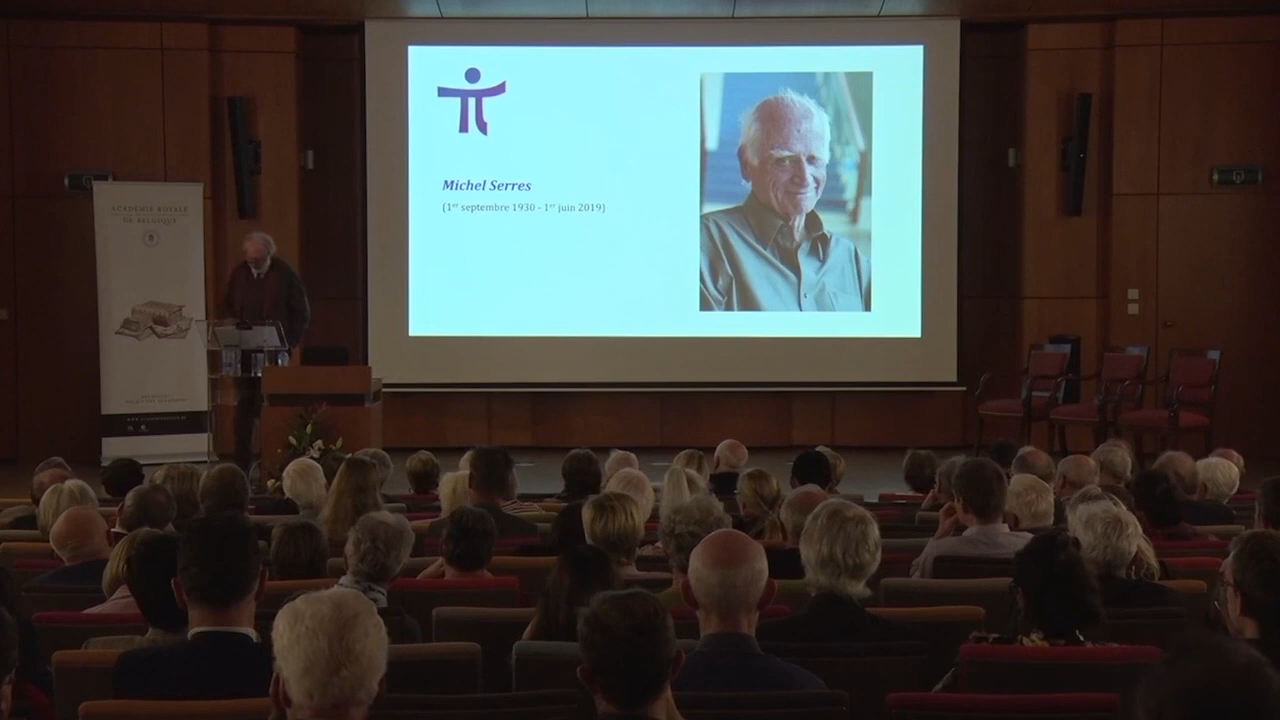 Michel Serres
(1er septembre 1930 - 1er juin 2019)
ACADÉMIE ROYALE
DE BELGIQUE